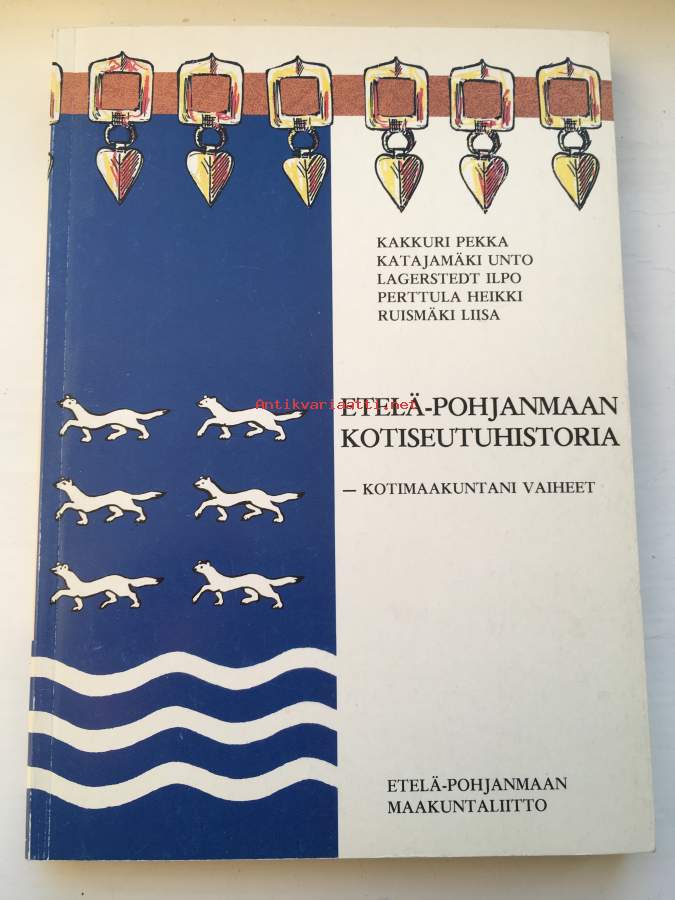 KAKKURI PEKKA
KATAJAMÄKI UNTO
LAGERSTEDT ILPO
PERTTULA HEIKKI
RUISMÄKI LIISA
Antikvariaatti.net
ETELÄ-POHJANMAAN
KOTISEUTUHISTORIA
— KOTIMAAKUNTANI VAIHEET
ETELÄ-POHJANMAAN
MAAKUNTALIITTO